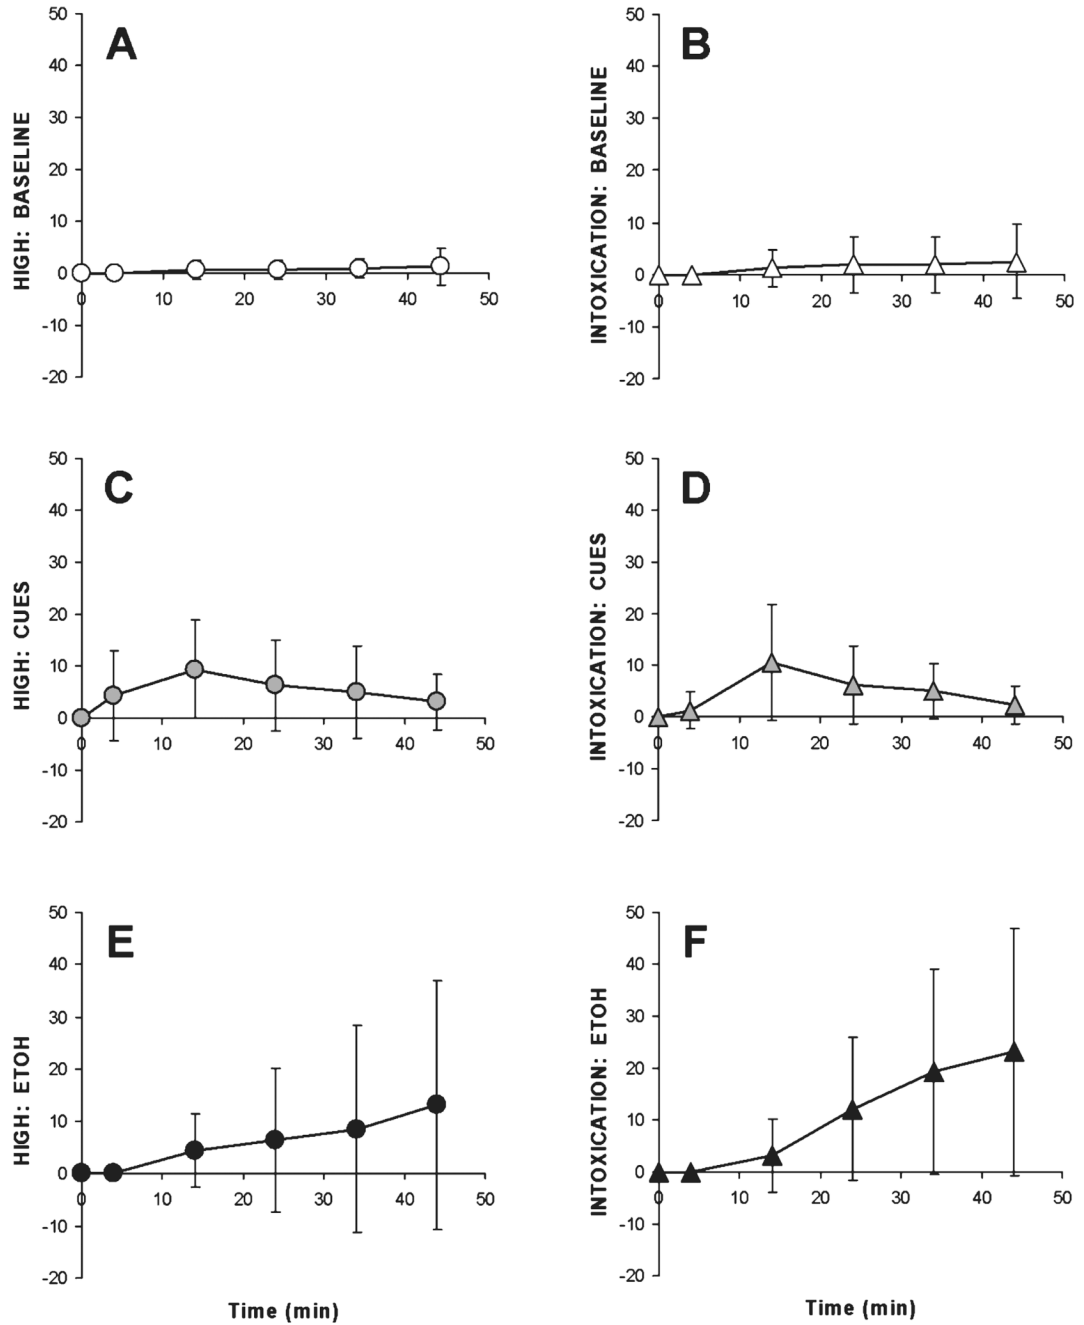 A
HIGH: BASELINE
50
40
30
20
10
0
-10
-20
0 10 20 30 40 50
B
INTOXICATION: BASELINE
50
40
30
20
10
0
-10
-20
0 10 20 30 40 50
C
HIGH: CUES
50
40
30
20
10
0
-10
-20
0 10 20 30 40 50
D
INTOXICATION: CUES
50
40
30
20
10
0
-10
-20
0 10 20 30 40 50
E
HIGH: ETOH
50
40
30
20
10
0
-10
-20
0 10 20 30 40 50
Time (min)
F
INTOXICATION: ETOH
50
40
30
20
10
0
-10
-20
0 10 20 30 40 50
Time (min)